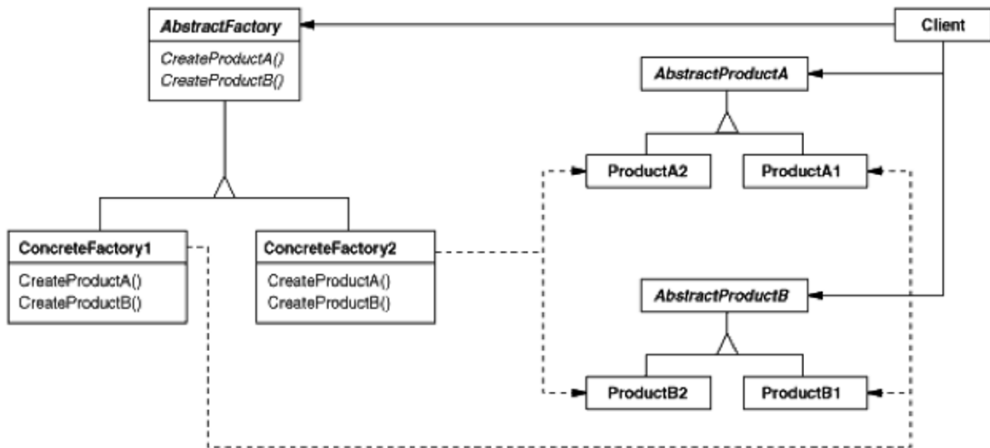 AbstractFactory
CreateProductA()
CreateProductB()
Client
AbstractProductA
ProductA2
ProductA1
ConcreteFactory1
CreateProductA()
CreateProductB()
ConcreteFactory2
CreateProductA()
CreateProductB()
AbstractProductB
ProductB2
ProductB1